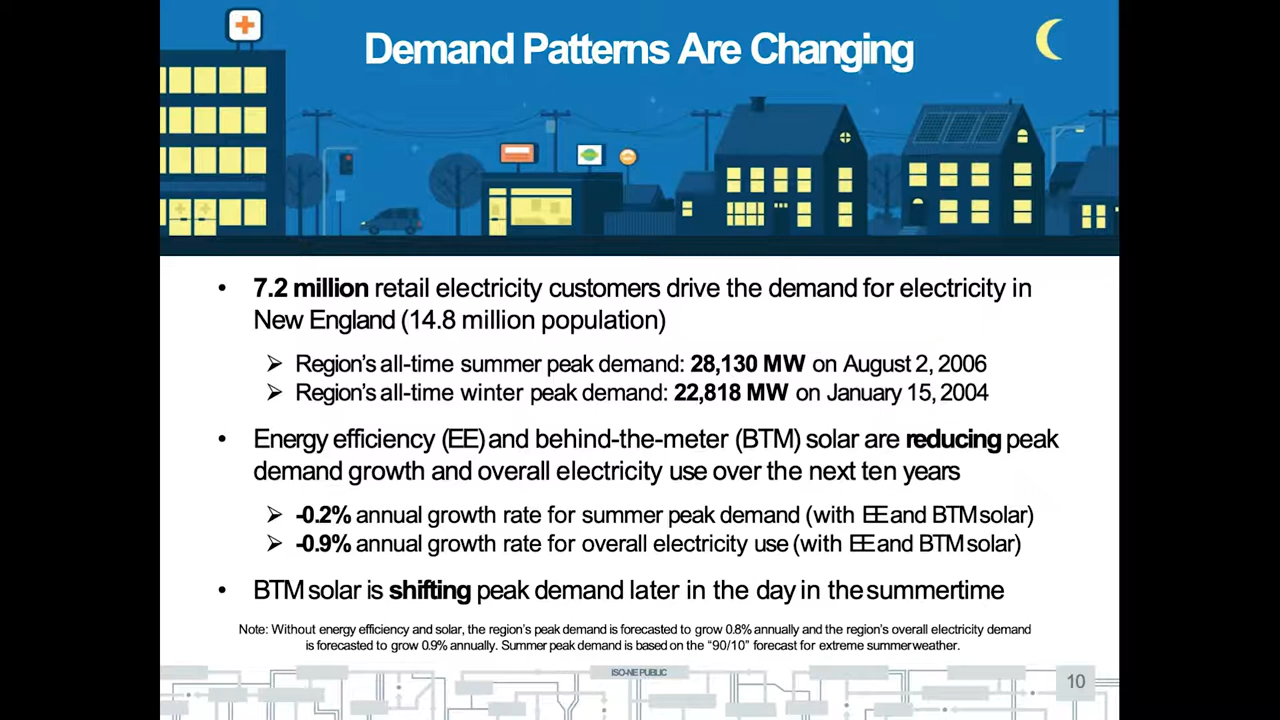 Demand Patterns Are Changing
• 7.2 million retail electricity customers drive the demand for electricity in
New England (14.8 million population)
➢ Region's all-time summer peak demand: 28,130 MW on August 2, 2006
➢ Region's all-time winter peak demand: 22,818 MW on January 15, 2004
• Energy efficiency (EE) and behind-the-meter (BTM) solar are reducing peak
demand growth and overall electricity use over the next ten years
➢ -0.2% annual growth rate for summer peak demand (with EE and BTM solar)
➢ -0.9% annual growth rate for overall electricity use (with EE and BTM solar)
• BTM solar is shifting peak demand later in the day in the summertime
Note: Without energy efficiency and solar, the region's peak demand is forecasted to grow 0.8% annually and the region's overall electricity demand
is forecasted to grow 0.9% annually. Summer peak demand is based on the "90/10" forecast for extreme summer weather.
ISO-NE PUBLIC
10